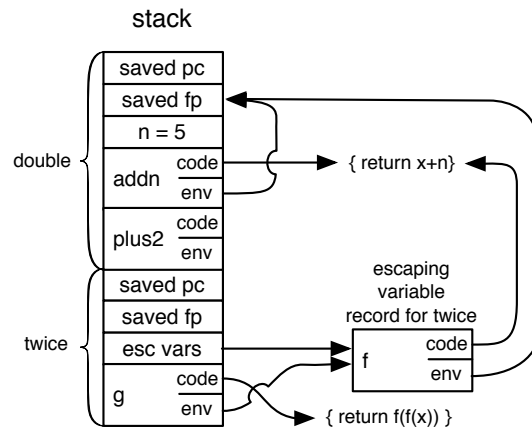 stack
saved pc
saved fp
n = 5
double
addn
code
env
{ return x+n}
plus2
code
env
escaping
variable
record for twice
saved pc
saved fp
twice
esc vars
f
code
env
g
code
env
{ return f(f(x)) }